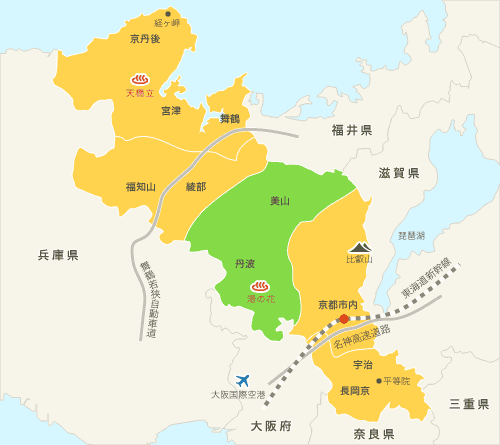 経ヶ岬
京丹後
天橋立
宮津
舞鶴
福井県
滋賀県
福知山
綾部
美山
琵琶湖
兵庫県
丹波
比叡山
舞鶴若狭自動車道
湯の花
東海道新幹線
京都市内
名神高速道路
宇治
大阪国際空港
平等院
長岡京
三重県
大阪府
奈良県